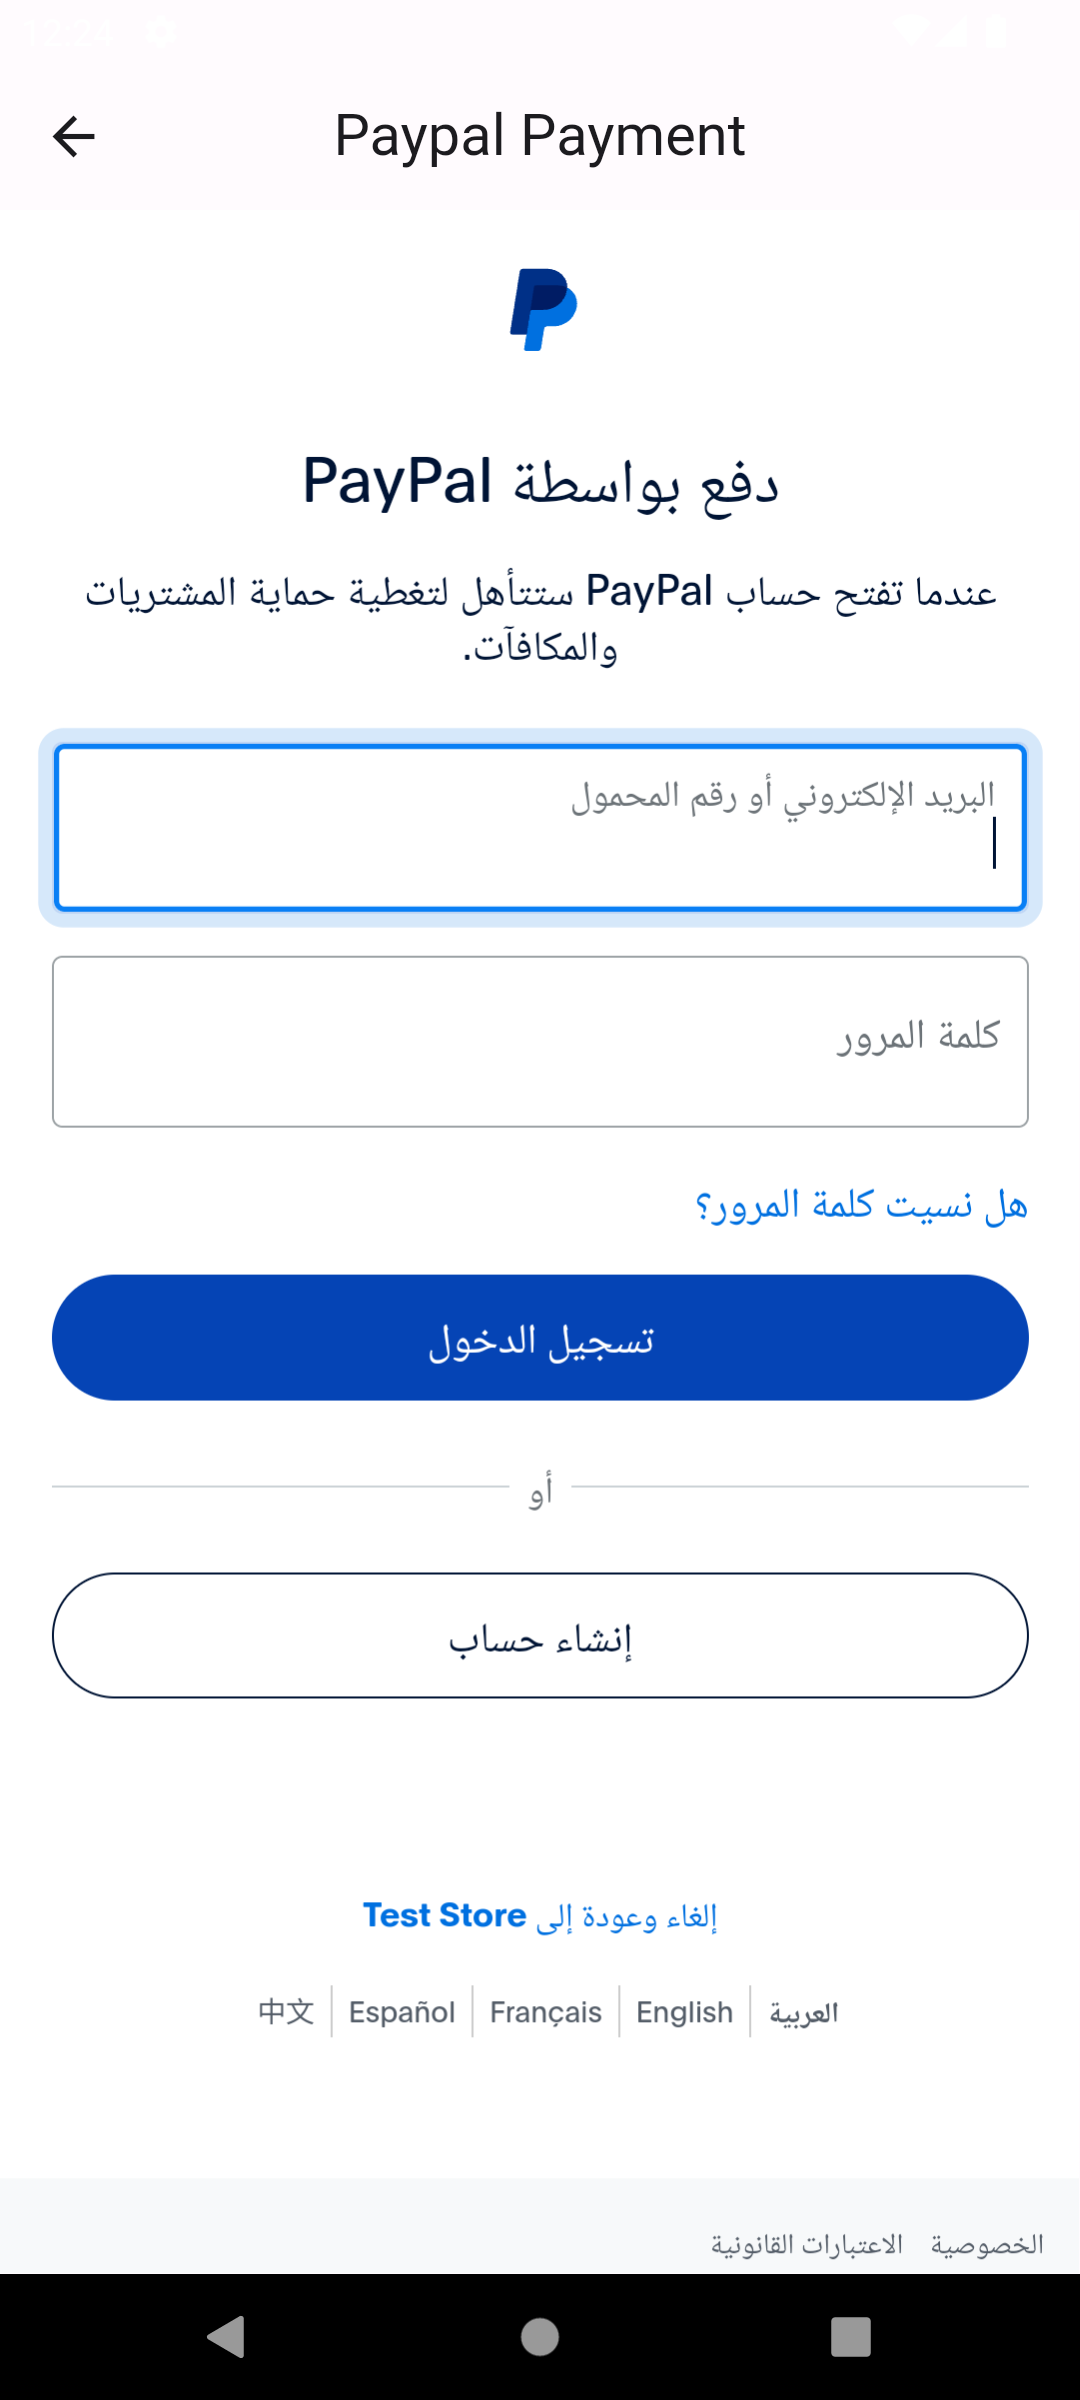 Paypal Payment
دفع بواسطة PayPal
عندما تفتح حساب PayPal ستتأهل لتغطية حماية المشتريات
والمكافآت.
البريد الإلكتروني أو رقم المحمول
كلمة المرور
هل نسيت كلمة المرور؟
تسجيل الدخول
أو
إنشاء حساب
إلغاء وعودة إلى Test Store
العربية English Français Español 中文
الخصوصية الاعتبارات القانونية